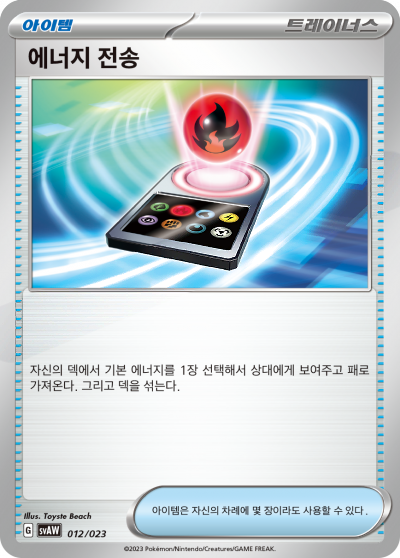 아이템
트레이너스
에너지 전송
자신의 덱에서 기본 에너지를 1장 선택해서 상대에게 보여주고 패로
가져온다. 그리고 덱을 섞는다.
Illus. Toyste Beach
G svAW 012/023
아이템은 자신의 차례에 몇 장이라도 사용할 수 있다.
©2023 Pokémon/Nintendo/Creatures/GAME FREAK.